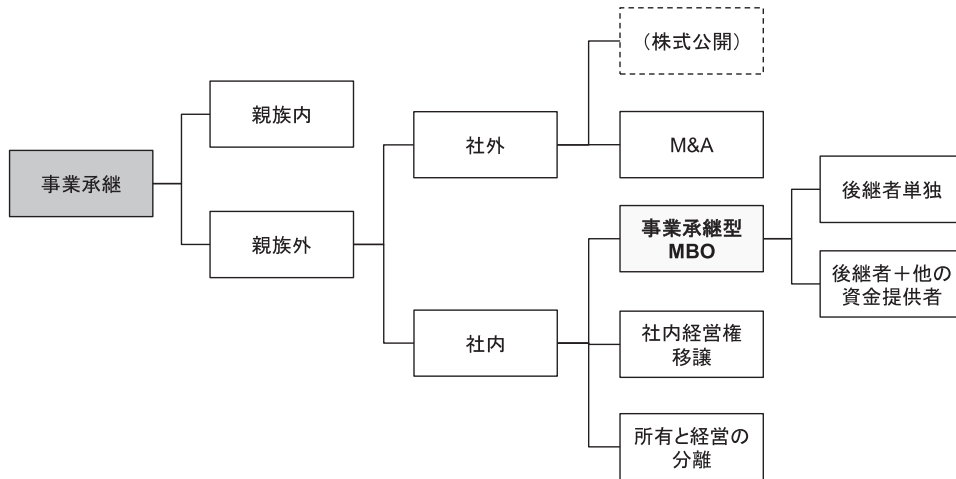 事業承継
親族内
親族外
社外
社内
（株式公開）
M&A
事業承継型
MBO
社内経営権
移譲
所有と経営の
分離
後継者単独
後継者＋他の
資金提供者